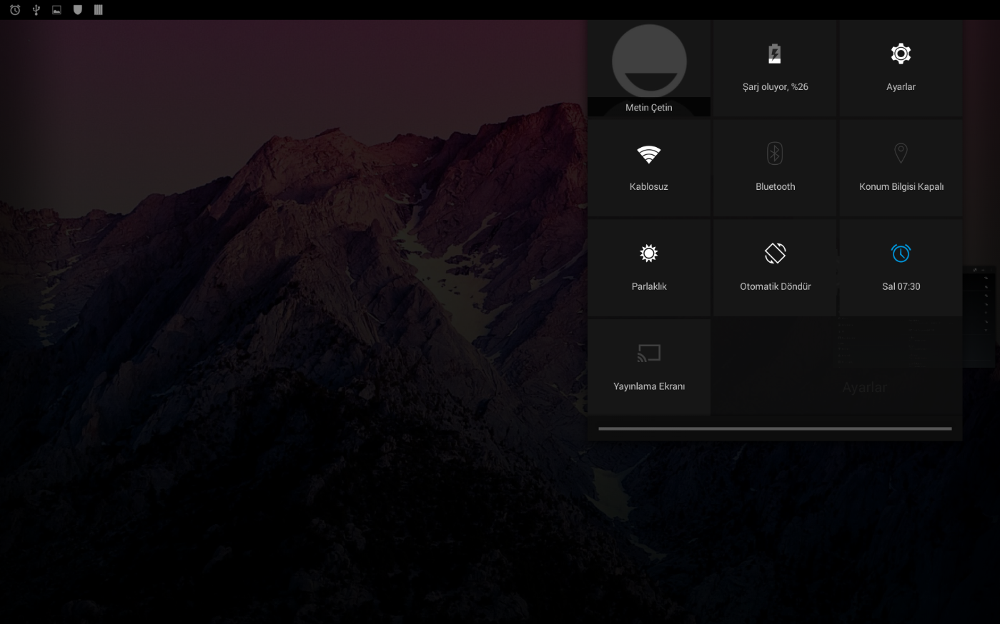 Metin Çetin
Şarj oluyor, %26
Ayarlar
Kablosuz
Bluetooth
Konum Bilgisi Kapalı
Parlaklık
Otomatik Döndür
Sal 07:30
Yayınlama Ekranı
Ayarlar